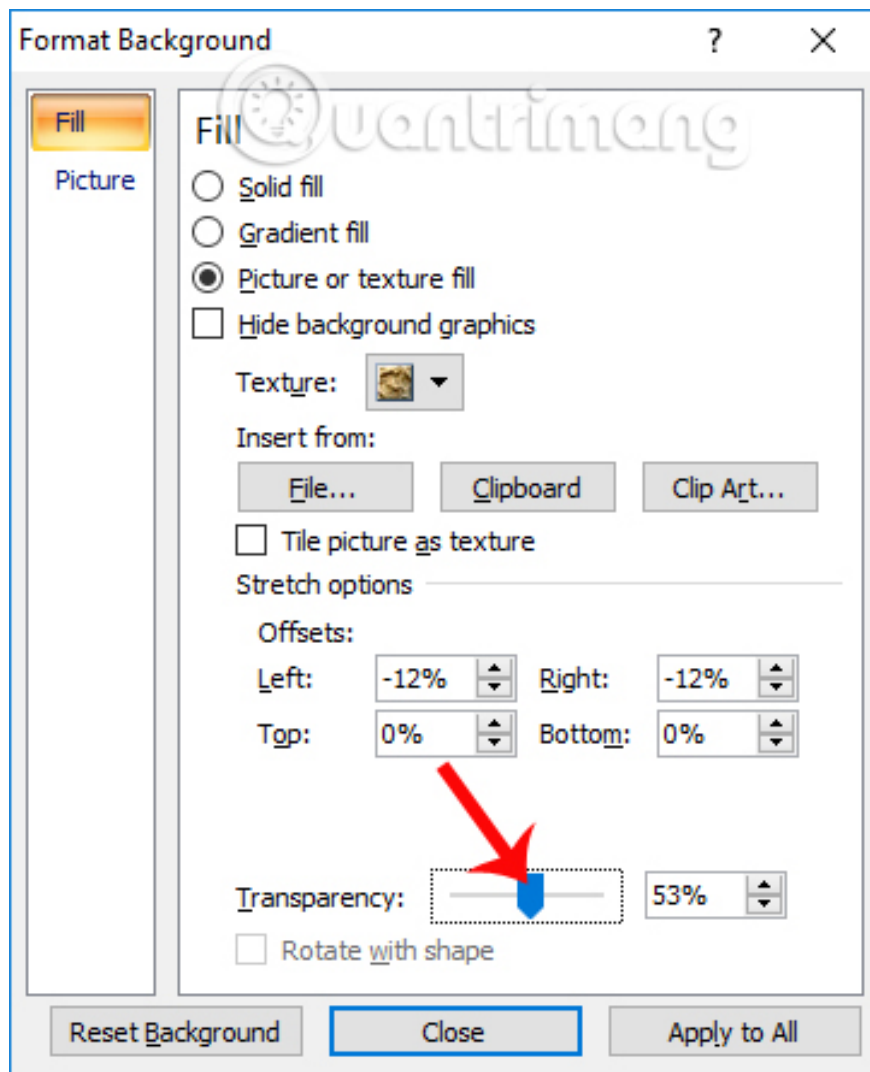 Format Background ?
Quantrimang
Fill
Picture
Fill
Solid fill
Gradient fill
Picture or texture fill
Hide background graphics
Texture:
Insert from:
File... Clipboard Clip Art...
Tile picture as texture
Stretch options
Offsets:
Left: -12% Right: -12%
Top: 0% Bottom: 0%
Transparency: 53%
Rotate with shape
Reset Background Close Apply to All